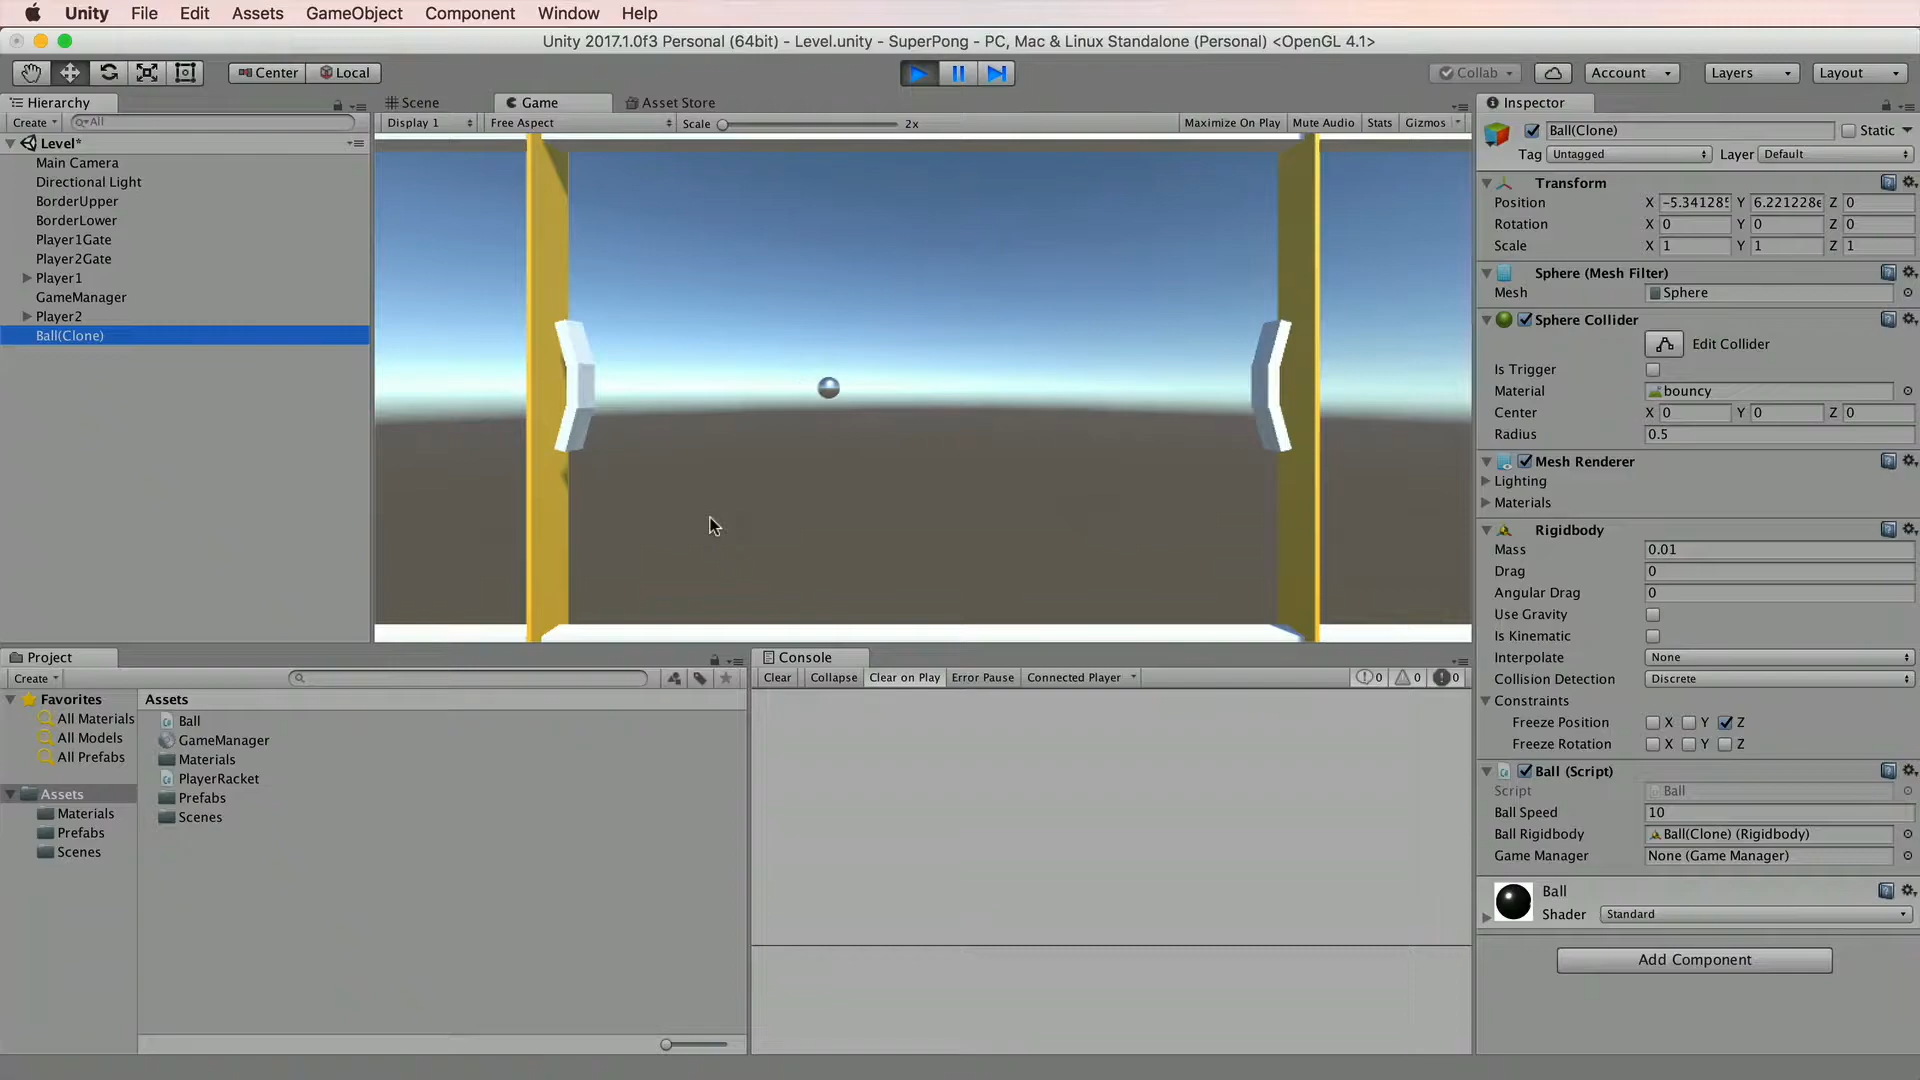 Unity File Edit Assets GameObject Component Window Help
Unity 2017.1.0f3 Personal (64bit) - Level.unity - SuperPong - PC, Mac & Linux Standalone (Personal) <OpenGL 4.1>
Center Local Collab Account Layers Layout
Hierarchy
Create All
Level*
Main Camera
Directional Light
BorderUpper
BorderLower
Player1Gate
Player2Gate
Player1
GameManager
Player2
Ball(Clone)
Scene Game Asset Store
Display 1 Free Aspect Scale 2x Maximize On Play Mute Audio Stats Gizmos
Project
Create
Favorites
All Materials
All Models
All Prefabs
Assets
Materials
Prefabs
Scenes
Assets
Ball
GameManager
Materials
PlayerRacket
Prefabs
Scenes
Console
Clear Collapse Clear on Play Error Pause Connected Player 0 0 0
Inspector
Ball(Clone) Static
Tag Untagged Layer Default
Transform
Position X -5.341285 Y 6.221228e Z 0
Rotation X 0 Y 0 Z 0
Scale X 1 Y 1 Z 1
Sphere (Mesh Filter)
Mesh Sphere
Sphere Collider
Edit Collider
Is Trigger
Material bouncy
Center X 0 Y 0 Z 0
Radius 0.5
Mesh Renderer
Lighting
Materials
Rigidbody
Mass 0.01
Drag 0
Angular Drag 0
Use Gravity
Is Kinematic
Interpolate None
Collision Detection Discrete
Constraints
Freeze Position X Y Z
Freeze Rotation X Y Z
Ball (Script)
Script Ball
Ball Speed 10
Ball Rigidbody Ball(Clone) (Rigidbody)
Game Manager None (Game Manager)
Ball
Shader Standard
Add Component